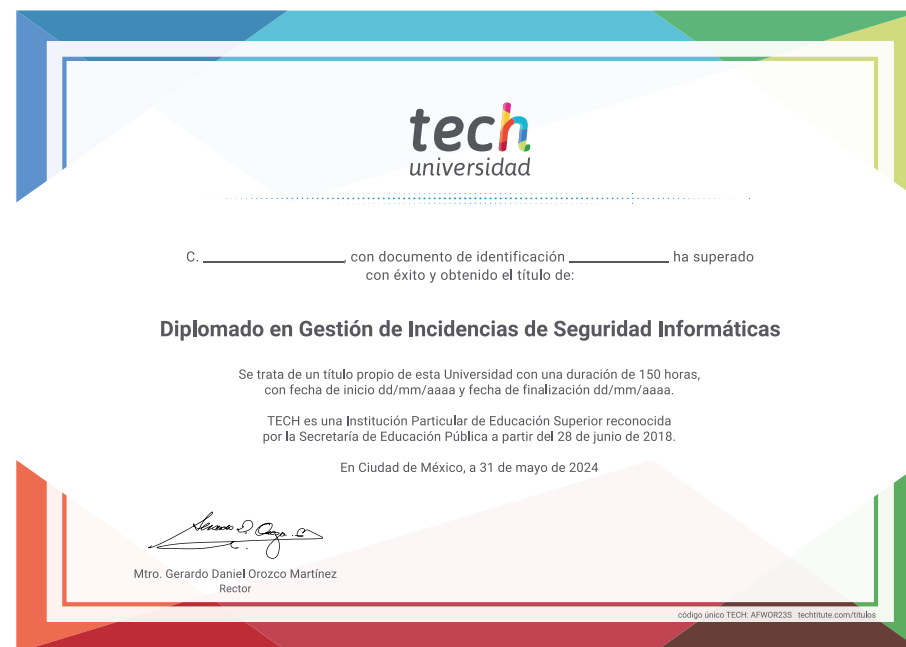 tech
universidad
C. ____________, con documento de identificación ____________ ha superado
con éxito y obtenido el título de:
Diplomado en Gestión de Incidencias de Seguridad Informáticas
Se trata de un título propio de esta Universidad con una duración de 150 horas,
con fecha de inicio dd/mm/aaaa y fecha de finalización dd/mm/aaaa.
TECH es una Institución Particular de Educación Superior reconocida
por la Secretaría de Educación Pública a partir del 28 de junio de 2018.
En Ciudad de México, a 31 de mayo de 2024
Mtro. Gerardo Daniel Orozco Martínez
Rector
código único TECH: AFWOR23S techtitute.com/titulos